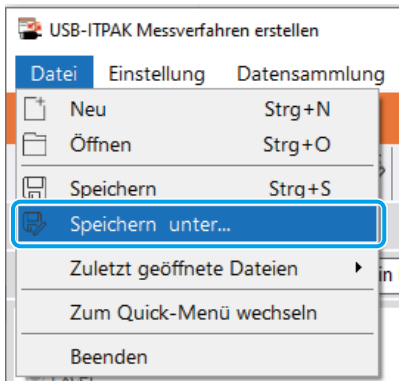 USB-ITPAK Messverfahren erstellen
Datei Einstellung Datensammlung
Neu Strg+N
Öffnen Strg+O
Speichern Strg+S
Speichern unter...
Zuletzt geöffnete Dateien
in
Zum Quick-Menü wechseln
Beenden